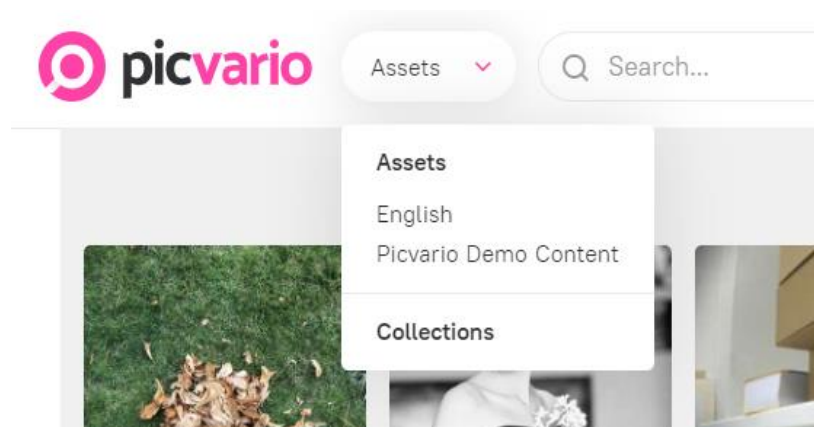 picvario
Assets
Search...
Assets
English
Picvario Demo Content
Collections